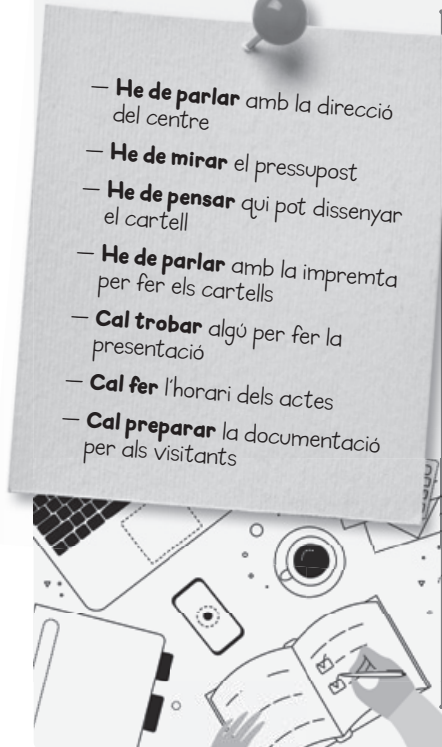 — He de parlar amb la direcció
del centre
— He de mirar el pressupost
— He de pensar qui pot dissenyar
el cartell
— He de parlar amb la impremta
per fer els cartells
— Cal trobar algú per fer la
presentació
— Cal fer l'horari dels actes
— Cal preparar la documentació
per als visitants